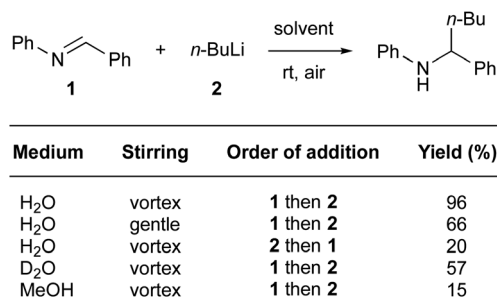 Ph
N
Ph
1
+
n-BuLi
2
solvent
rt, air
n-Bu
Ph
N
H
Ph
Medium Stirring Order of addition Yield (%)
H₂O vortex 1 then 2 96
H₂O gentle 1 then 2 66
H₂O vortex 2 then 1 20
D₂O vortex 1 then 2 57
MeOH vortex 1 then 2 15